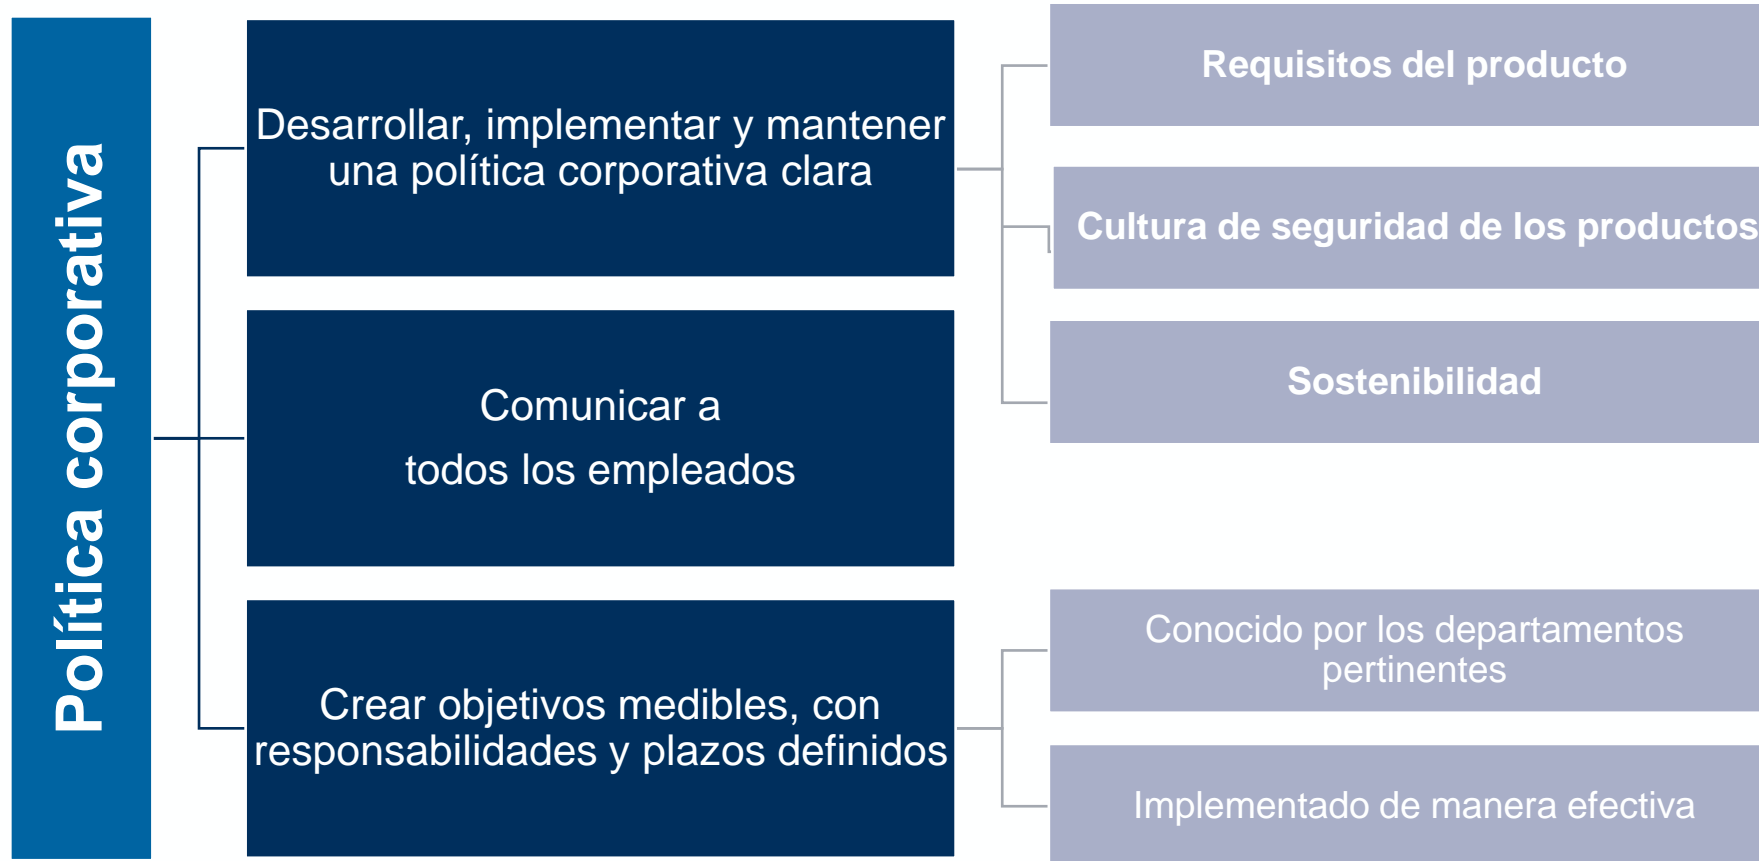 Política corporativa
Desarrollar, implementar y mantener
una política corporativa clara
Requisitos del producto
Cultura de seguridad de los productos
Sostenibilidad
Comunicar a
todos los empleados
Crear objetivos medibles, con
responsabilidades y plazos definidos
Conocido por los departamentos
pertinentes
Implementado de manera efectiva